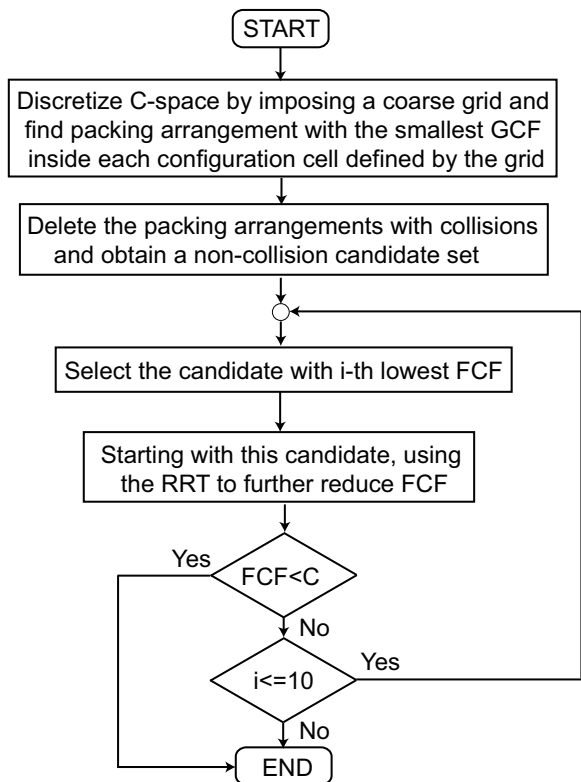 START
Discretize C-space by imposing a coarse grid and
find packing arrangement with the smallest GCF
inside each configuration cell defined by the grid
Delete the packing arrangements with collisions
and obtain a non-collision candidate set
Select the candidate with i-th lowest FCF
Starting with this candidate, using
the RRT to further reduce FCF
Yes
FCF<C
No
i<=10
Yes
No
END